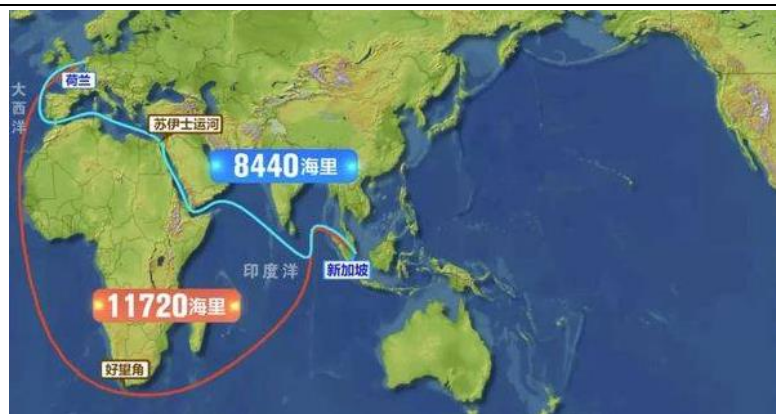 大西洋
荷兰
苏伊士运河
8440海里
印度洋
新加坡
11720海里
好望角